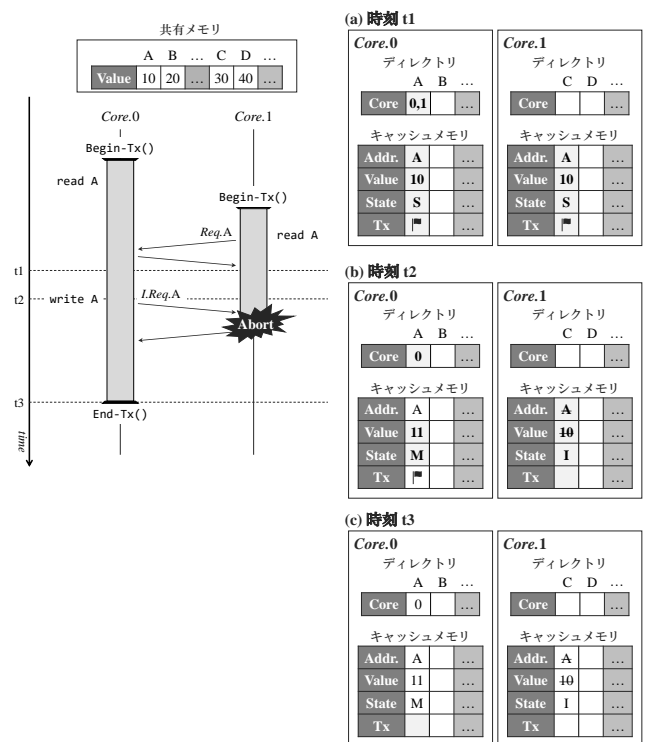 共有メモリ
A B C D
Value 10 20 … 30 40 …
Core.0 Core.1
Begin-Tx()
read A
Begin-Tx()
Req.A
read A
t1
t2 write A I.Req.A
Abort
t3
End-Tx()
time
(a) 時刻 t1
Core.0
ディレクトリ
A B …
Core 0,1 …
キャッシュメモリ
Addr. A …
Value 10 …
State S …
Tx …
Core.1
ディレクトリ
C D …
Core …
キャッシュメモリ
Addr. A …
Value 10 …
State S …
Tx …
(b) 時刻 t2
Core.0
ディレクトリ
A B …
Core 0 …
キャッシュメモリ
Addr. A …
Value 11 …
State M …
Tx …
Core.1
ディレクトリ
C D …
Core …
キャッシュメモリ
Addr. A …
Value 10 …
State I …
Tx …
(c) 時刻 t3
Core.0
ディレクトリ
A B …
Core 0 …
キャッシュメモリ
Addr. A …
Value 11 …
State M …
Tx …
Core.1
ディレクトリ
C D …
Core …
キャッシュメモリ
Addr. A …
Value 10 …
State I …
Tx …